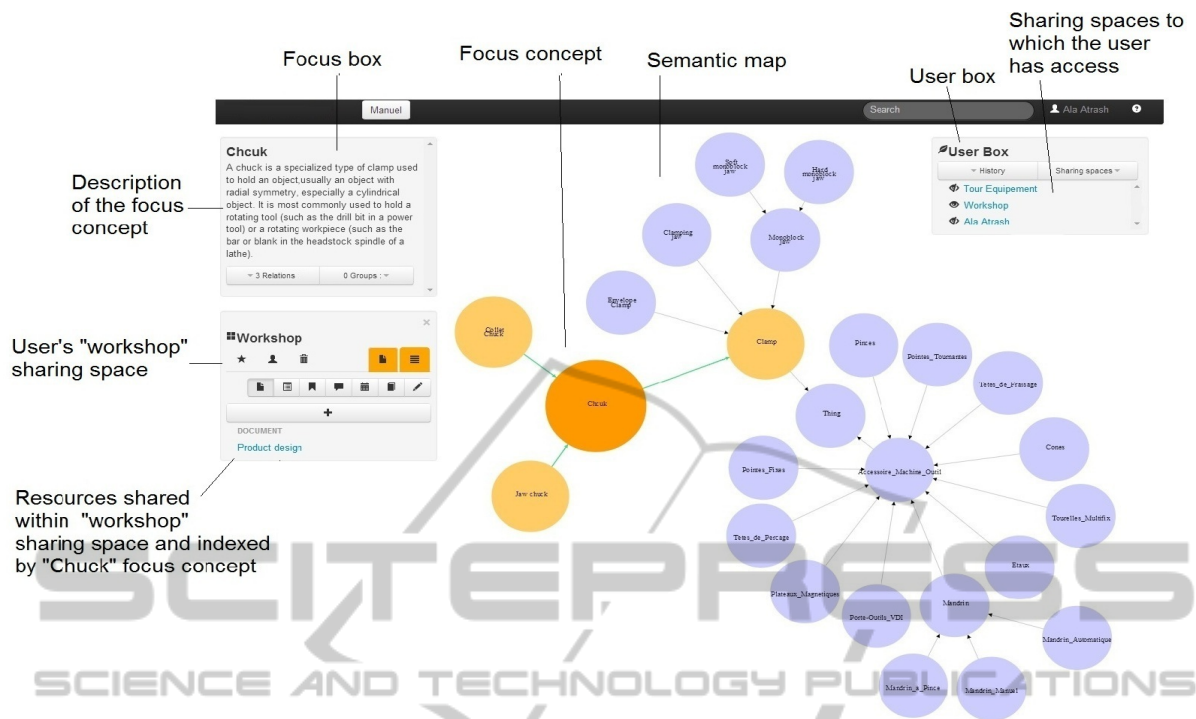 Focus box
Focus concept
Semantic map
User box
Sharing spaces to
which the user
has access
Manuel
Search
Ala Atrash
Description
of the focus
concept
Chcuk
A chuck is a specialized type of clamp used
to hold an object,usually an object with
radial symmetry, especially a cylindrical
object. It is most commonly used to hold a
rotating tool (such as the drill bit in a power
tool) or a rotating workpiece (such as the
bar or blank in the headstock spindle of a
lathe).
3 Relations
0 Groups :
User Box
History
Sharing spaces
Tour Equipement
Workshop
Ala Atrash
User's "workshop"
sharing space
Workshop
DOCUMENT
Product design
Resources shared
within "workshop"
sharing space and indexed
by "Chuck" focus concept
Soft
monoblock
jaw
Hard
monoblock
jaw
Clamping
jaw
Monoblock
jaw
Envelope
Clamp
Collet
Chuck
Clamp
Pinces
Pointes_Tournantes
Tetes_de_Fraisage
Chcuk
Thing
Cones
Pointes_Fixes
Accessoire_Machine_Outil
Jaw chuck
Tourelles_Multifix
Tetes_de_Percage
Etaux
Plateaux_Magnetiques
Porte-Outils_VDI
Mandrin
Mandrin_Automatique
Mandrin_a_Pince
Mandrin_Manuel
SCITEPRESS
SCIENCE AND TECHNOLOGY PUBLICATIONS